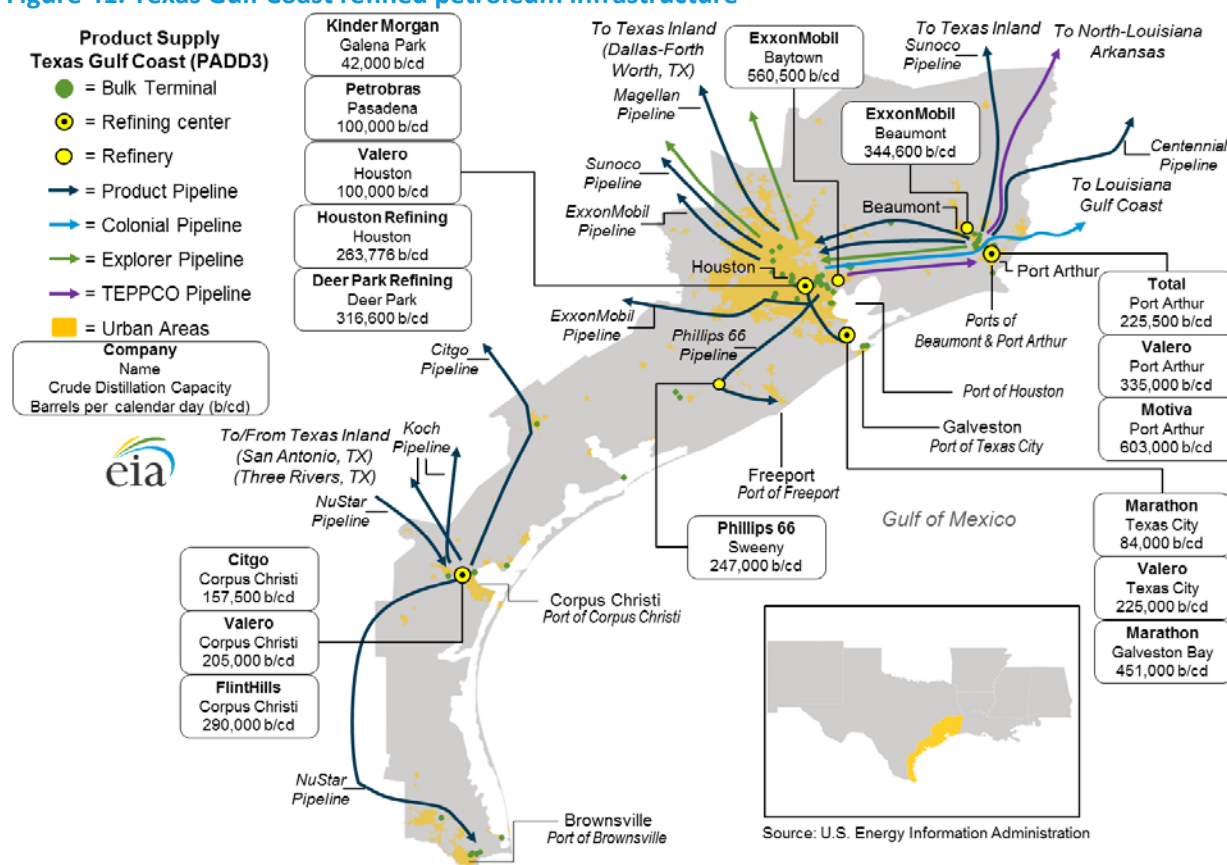 Figure 41. Texas Gulf Coast refined petroleum infrastructure
Product Supply
Texas Gulf Coast (PADD3)
= Bulk Terminal
= Refining center
= Refinery
= Product Pipeline
= Colonial Pipeline
= Explorer Pipeline
= TEPPCO Pipeline
= Urban Areas
Company
Name
Crude Distillation Capacity
Barrels per calendar day (b/cd)
eia
Kinder Morgan
Galena Park
42,000 b/cd
Petrobras
Pasadena
100,000 b/cd
Valero
Houston
100,000 b/cd
Houston Refining
Houston
263,776 b/cd
Deer Park Refining
Deer Park
316,600 b/cd
To Texas Inland
(Dallas-Forth
Worth, TX)
Magellan
Pipeline
Sunoco
Pipeline
ExxonMobil
Pipeline
ExxonMobil
Baytown
560,500 b/cd
ExxonMobil
Beaumont
344,600 b/cd
To Texas Inland
Sunoco
Pipeline
To North-Louisiana
Arkansas
Centennial
Pipeline
To Louisiana
Gulf Coast
Beaumont
Houston
Port Arthur
Ports of
Beaumont & Port Arthur
Total
Port Arthur
225,500 b/cd
Valero
Port Arthur
335,000 b/cd
Motiva
Port Arthur
603,000 b/cd
ExxonMobil
Pipeline
Phillips 66
Pipeline
Port of Houston
Galveston
Port of Texas City
Freeport
Port of Freeport
Citgo
Pipeline
Koch
Pipeline
To/From Texas Inland
(San Antonio, TX)
(Three Rivers, TX)
NuStar
Pipeline
Phillips 66
Sweeny
247,000 b/cd
Gulf of Mexico
Marathon
Texas City
84,000 b/cd
Valero
Texas City
225,000 b/cd
Marathon
Galveston Bay
451,000 b/cd
Citgo
Corpus Christi
157,500 b/cd
Valero
Corpus Christi
205,000 b/cd
FlintHills
Corpus Christi
290,000 b/cd
Corpus Christi
Port of Corpus Christi
NuStar
Pipeline
Brownsville
Port of Brownsville
Source: U.S. Energy Information Administration